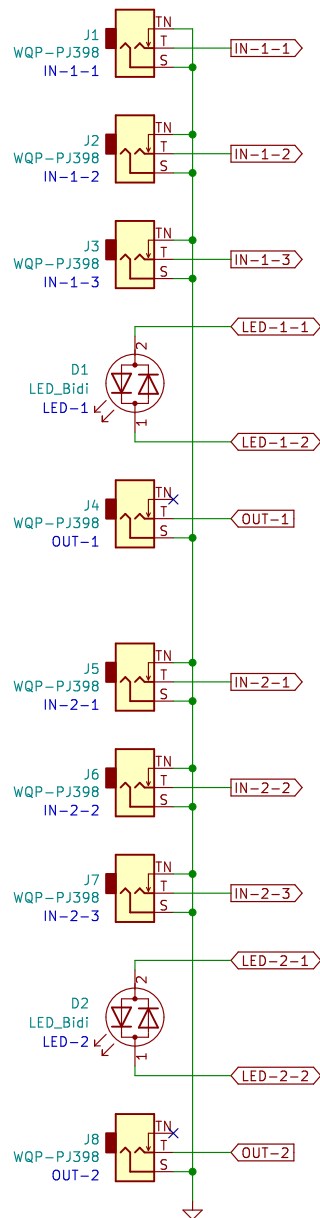 J1
WQP-PJ398
IN-1-1
TN
T
S
IN-1-1
J2
WQP-PJ398
IN-1-2
TN
T
S
IN-1-2
J3
WQP-PJ398
IN-1-3
TN
T
S
IN-1-3
LED-1-1
D1
LED_Bidi
LED-1
2
1
LED-1-2
J4
WQP-PJ398
OUT-1
TN
T
S
OUT-1
J5
WQP-PJ398
IN-2-1
TN
T
S
IN-2-1
J6
WQP-PJ398
IN-2-2
TN
T
S
IN-2-2
J7
WQP-PJ398
IN-2-3
TN
T
S
IN-2-3
LED-2-1
D2
LED_Bidi
LED-2
2
1
LED-2-2
J8
WQP-PJ398
OUT-2
TN
T
S
OUT-2